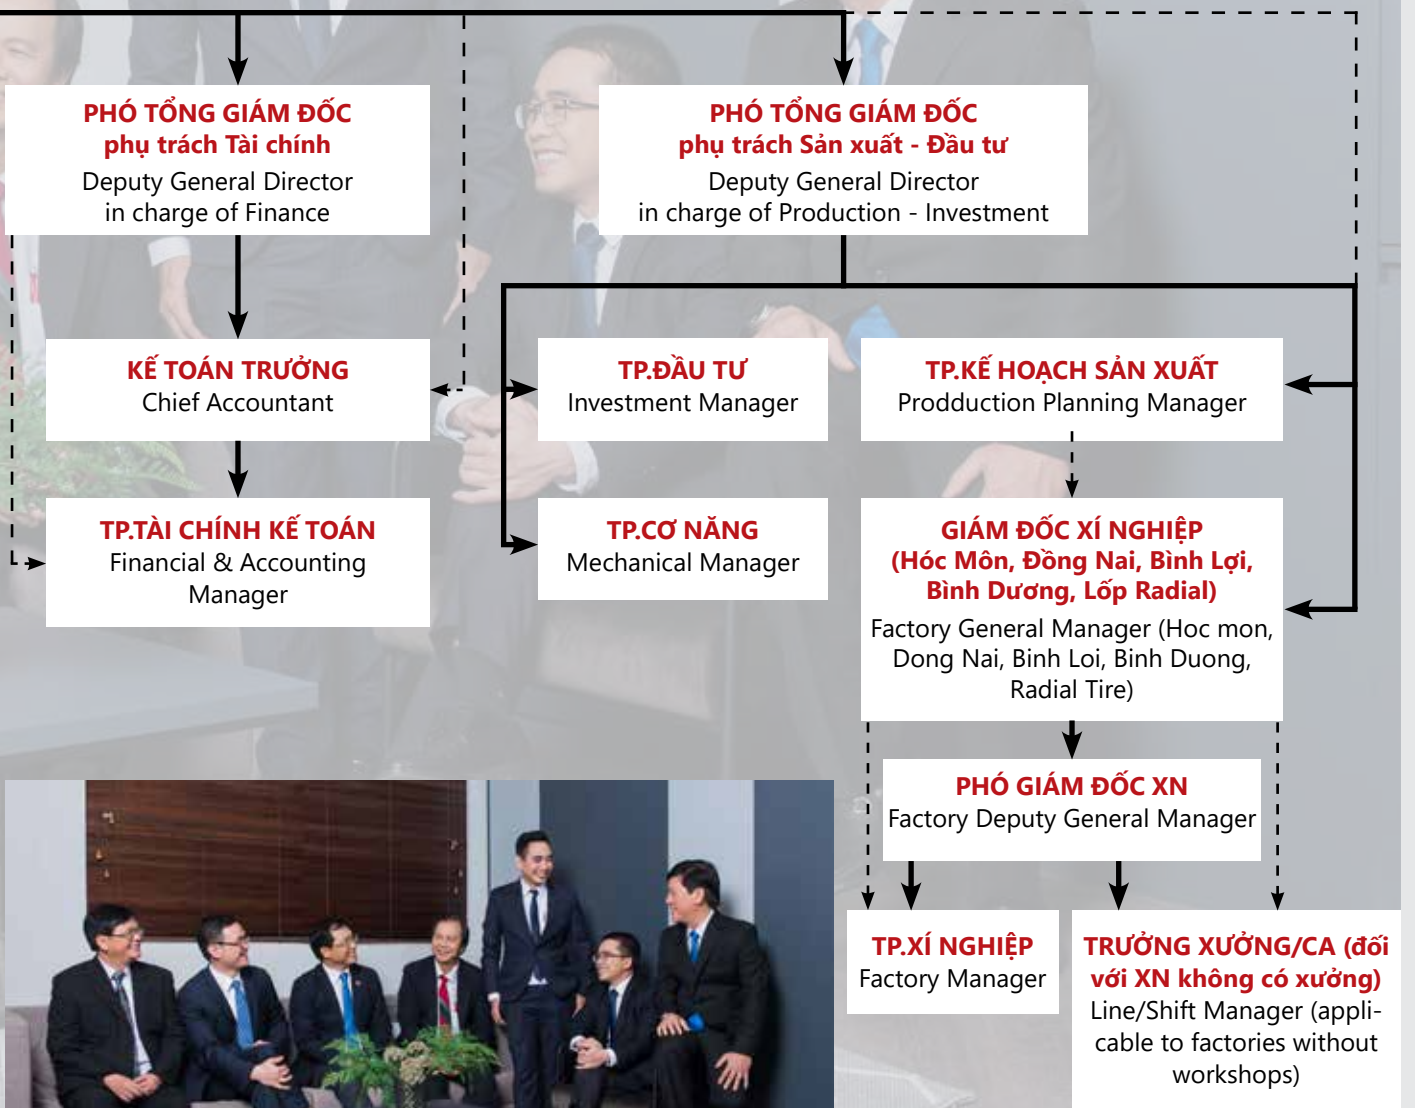 PHÓ TỔNG GIÁM ĐỐC
phụ trách Tài chính
Deputy General Director
in charge of Finance
PHÓ TỔNG GIÁM ĐỐC
phụ trách Sản xuất - Đầu tư
Deputy General Director
in charge of Production - Investment
KẾ TOÁN TRƯỞNG
Chief Accountant
TP.ĐẦU TƯ
Investment Manager
TP.KẾ HOẠCH SẢN XUẤT
Prodduction Planning Manager
TP.TÀI CHÍNH KẾ TOÁN
Financial & Accounting
Manager
TP.CƠ NĂNG
Mechanical Manager
GIÁM ĐỐC XÍ NGHIỆP
(Hóc Môn, Đồng Nai, Bình Lợi,
Bình Dương, Lốp Radial)
Factory General Manager (Hoc mon,
Dong Nai, Binh Loi, Binh Duong,
Radial Tire)
PHÓ GIÁM ĐỐC XN
Factory Deputy General Manager
TP.XÍ NGHIỆP
Factory Manager
TRƯỞNG XƯỞNG/CA (đối
với XN không có xưởng)
Line/Shift Manager (appli-
cable to factories without
workshops)